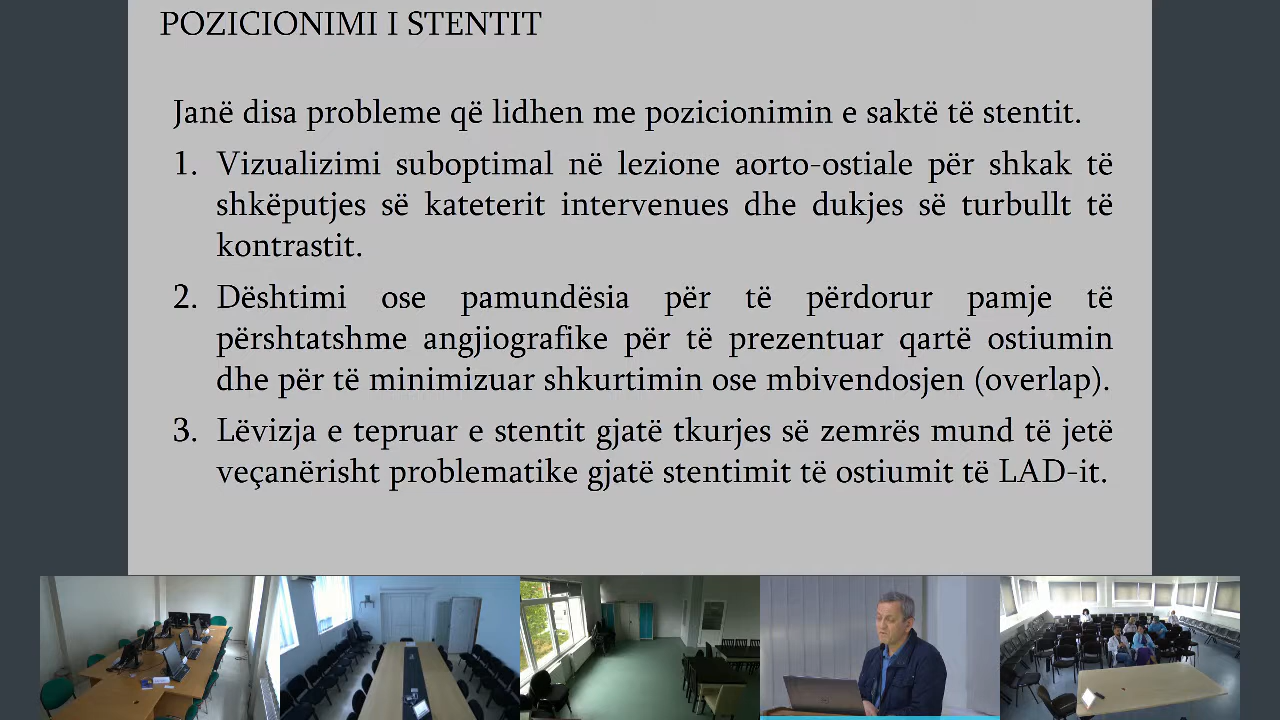 POZICIONIMI I STENTIT
Janë disa probleme që lidhen me pozicionimin e saktë të stentit.
1. Vizualizimi suboptimal në lezione aorto-ostiale për shkak të
shkëputjes së kateterit intervenues dhe dukjes së turbullt të
kontrastit.
2. Dështimi ose pamundësia për të përdorur pamje të
përshtatshme angjiografike për të prezentuar qartë ostiumin
dhe për të minimizuar shkurtimin ose mbivendosjen (overlap).
3. Lëvizja e tepruar e stentit gjatë tkurjes së zemrës mund të jetë
veçanërisht problematike gjatë stentimit të ostiumit të LAD-it.